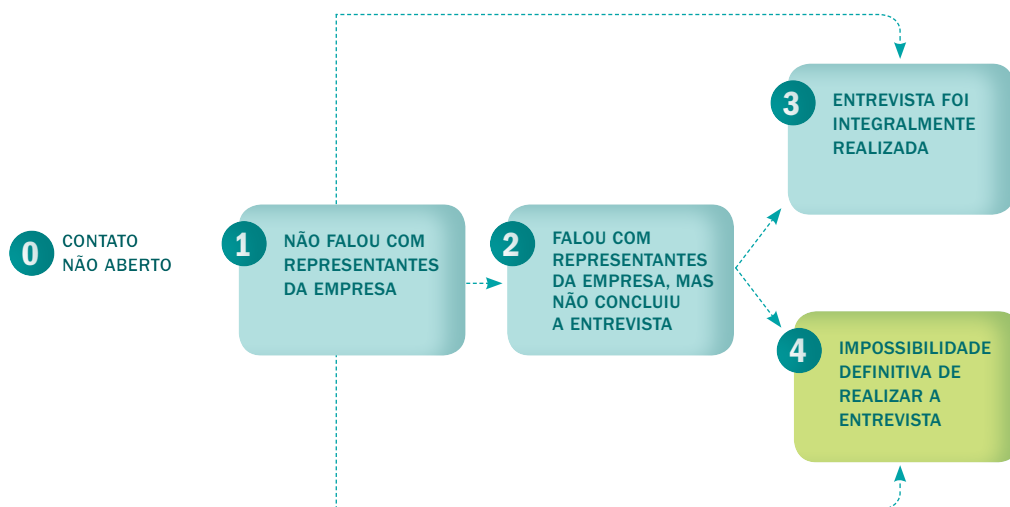 0
CONTATO
NÃO ABERTO
1
NÃO FALOU COM
REPRESENTANTES
DA EMPRESA
2
FALOU COM
REPRESENTANTES
DA EMPRESA, MAS
NÃO CONCLUIU
A ENTREVISTA
3
ENTREVISTA FOI
INTEGRALMENTE
REALIZADA
4
IMPOSSIBILIDADE
DEFINITIVA DE
REALIZAR A
ENTREVISTA